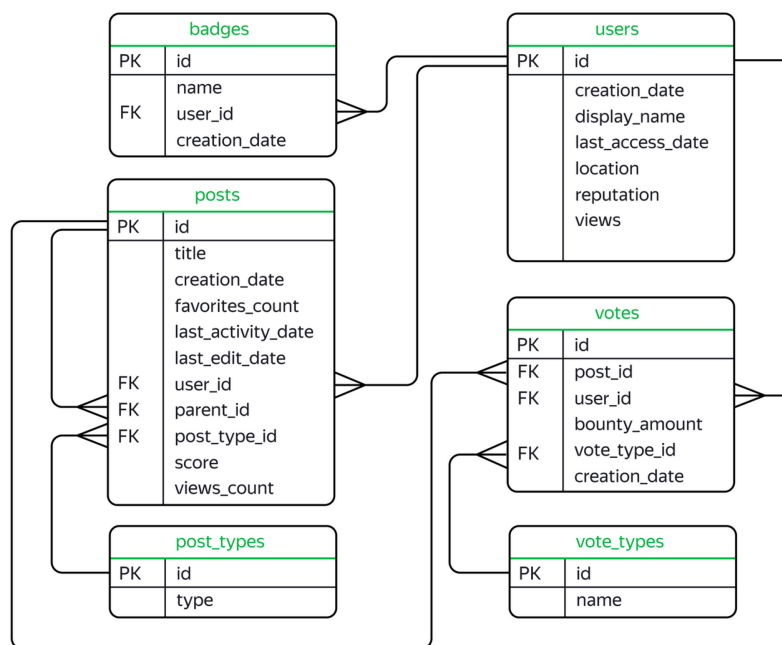 badges
PK id
name
FK user_id
creation_date
users
PK id
creation_date
display_name
last_access_date
location
reputation
views
posts
PK id
title
creation_date
favorites_count
last_activity_date
last_edit_date
FK user_id
FK parent_id
FK post_type_id
score
views_count
votes
PK id
FK post_id
FK user_id
bounty_amount
FK vote_type_id
creation_date
post_types
PK id
type
vote_types
PK id
name